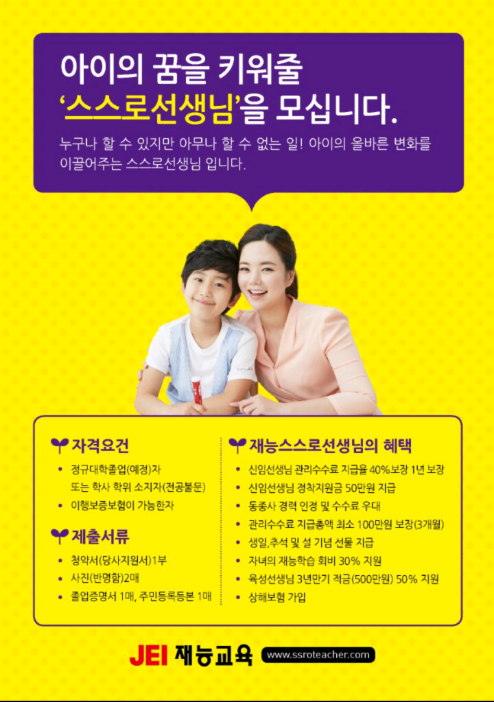 아이의 꿈을 키워줄
‘스스로선생님’을 모십니다.
누구나 할 수 있지만 아무나 할 수 없는 일! 아이의 올바른 변화를
이끌어주는 스스로선생님 입니다.
자격요건
• 정규대학졸업(예정)자
또는 학사 학위 소지자(전공불문)
• 이행보증보험이 가능한자
제출서류
• 청약서(당사지원서)1부
• 사진(반명함)2매
• 졸업증명서 1매, 주민등록등본 1매
재능스스로선생님의 혜택
• 신임선생님 관리수수료 지급율 40%보장 1년 보장
• 신임선생님 정착지원금 50만원 지급
• 동종사 경력 인정 및 수수료 우대
• 관리수수료 지급총액 최소 100만원 보장(3개월)
• 생일,추석 및 설 기념 선물 지급
• 자녀의 재능학습 회비 30% 지원
• 육성선생님 3년만기 적금(500만원) 50% 지원
• 상해보험 가입
JEI 재능교육 www.ssroteacher.com